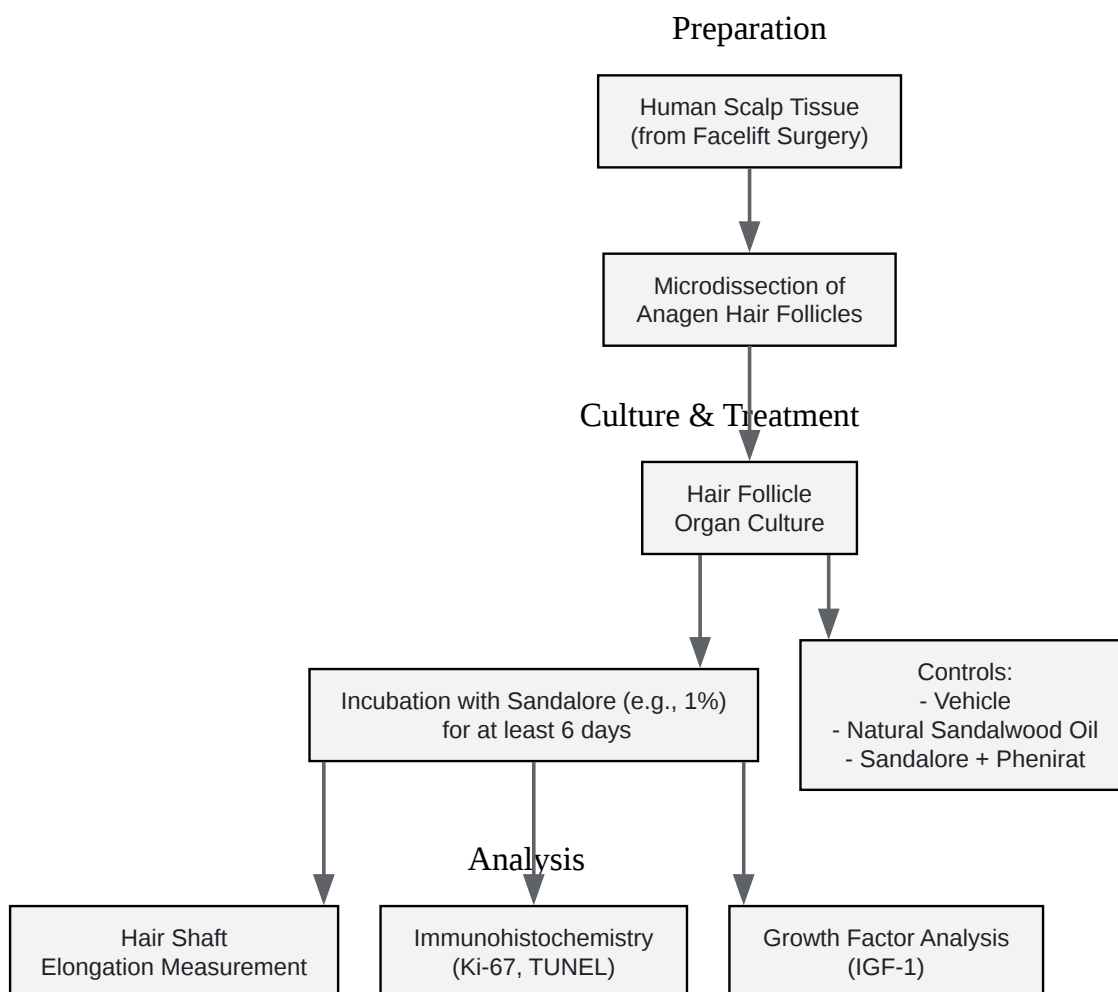 Preparation
Human Scalp Tissue
(from Facelift Surgery)
Microdissection of
Anagen Hair Follicles
Culture & Treatment
Hair Follicle
Organ Culture
Incubation with Sandalore (e.g., 1%)
for at least 6 days
Controls:
- Vehicle
- Natural Sandalwood Oil
- Sandalore + Phenirat
Analysis
Hair Shaft
Elongation Measurement
Immunohistochemistry
(Ki-67, TUNEL)
Growth Factor Analysis
(IGF-1)